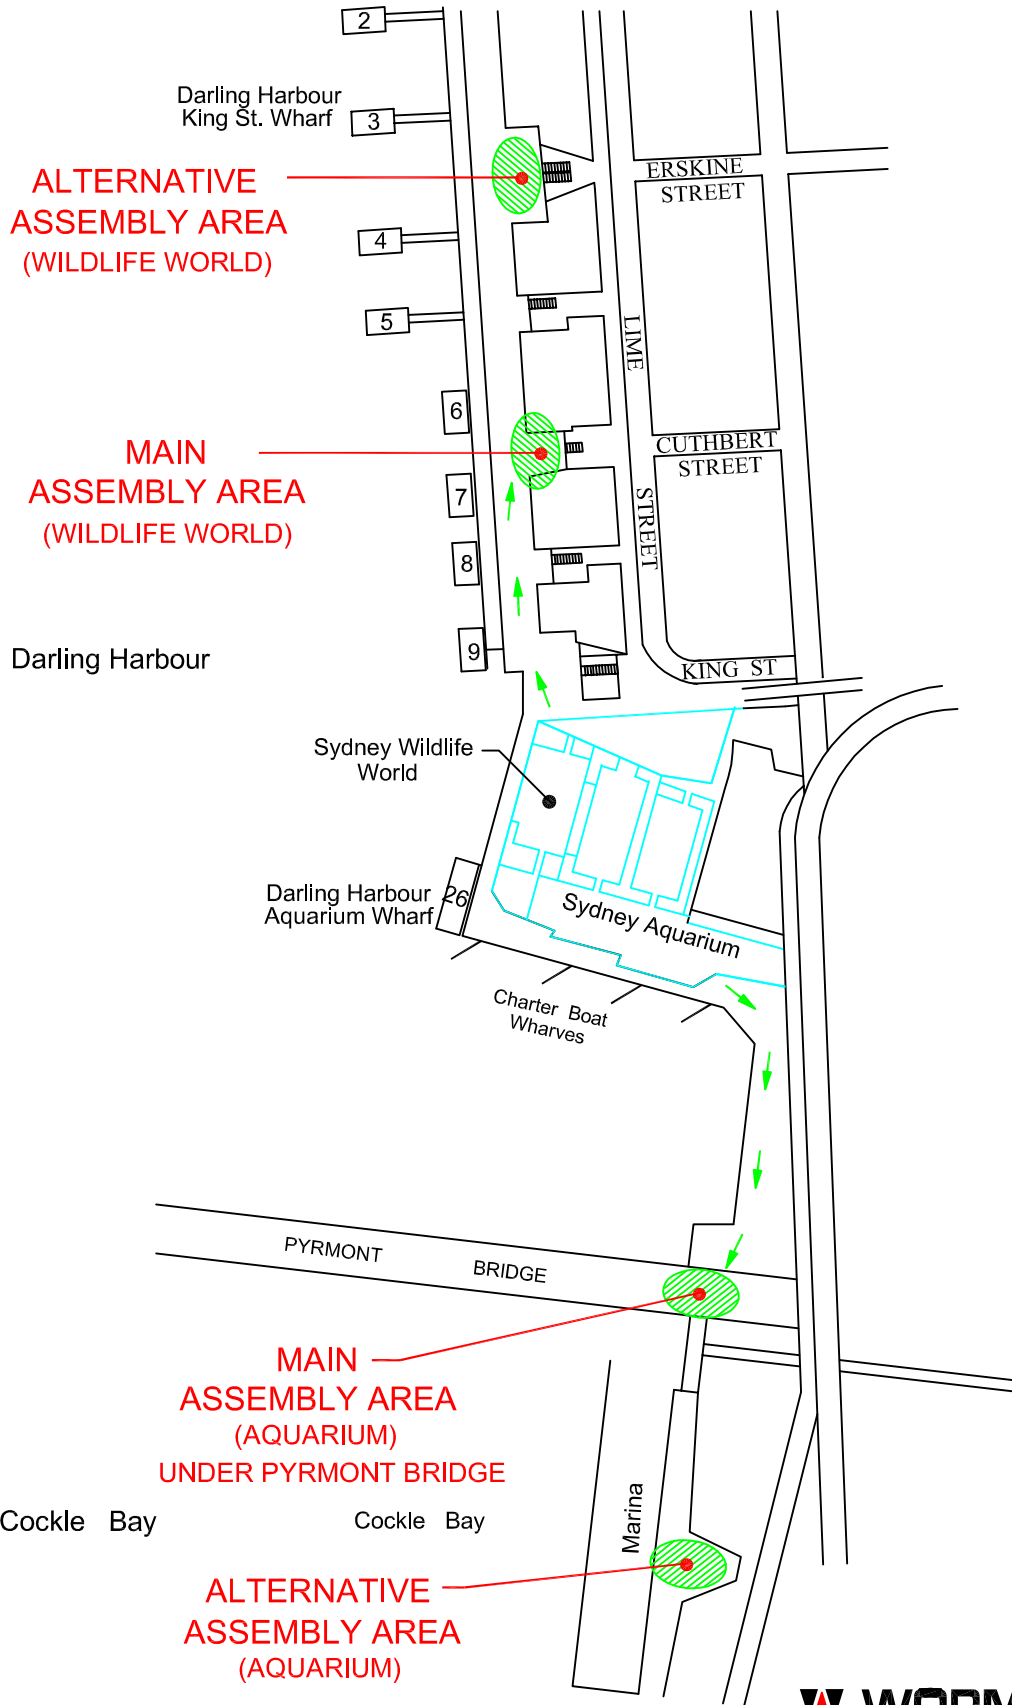 2
Darling Harbour
King St. Wharf
3
ALTERNATIVE
ASSEMBLY AREA
(WILDLIFE WORLD)
ERSKINE
STREET
4
5
LIME
STREET
6
MAIN
ASSEMBLY AREA
(WILDLIFE WORLD)
CUTHBERT
STREET
7
8
9
Darling Harbour
KING ST
Sydney Wildlife
World
Darling Harbour
Aquarium Wharf
26
Sydney Aquarium
Charter Boat
Wharves
PYRMONT BRIDGE
MAIN
ASSEMBLY AREA
(AQUARIUM)
UNDER PYRMONT BRIDGE
Marina
Cockle Bay
Cockle Bay
ALTERNATIVE
ASSEMBLY AREA
(AQUARIUM)